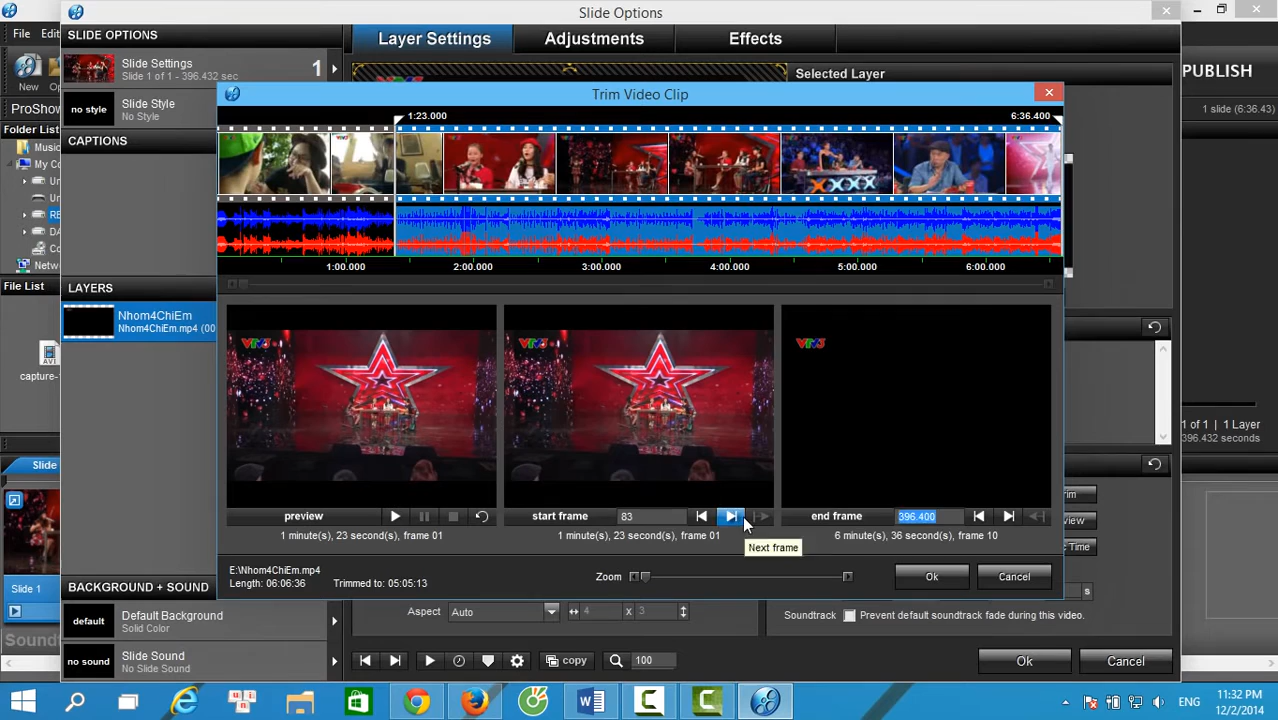 Slide Options
File Edi
SLIDE OPTIONS
Layer Settings
Adjustments
Effects
Slide Settings
Slide 1 of 1 - 396.432 sec
1
Selected Layer
PUBLISH
New
no style
Slide Style
No Style
Trim Video Clip
ProShow
1 slide (6:36.43)
1:23.000
6:36.400
Folder List
Music
CAPTIONS
My Co
Un
Un
RE
DA
Co
Netw
XXXX
1:00.000
2:00.000
3:00.000
4:00.000
5:00.000
6:00.000
File List
LAYERS
Nhom4ChiEm
Nhom4ChiEm.mp4 (00
VTV3
VTV3
VTV3
AVI
capture-
of 1 | 1 Layer
396.432 seconds
Slide
rim
preview
start frame
83
end frame
396.400
view
1 minute(s), 23 second(s), frame 01
1 minute(s), 23 second(s), frame 01
6 minute(s), 36 second(s), frame 10
Next frame
Time
E:\Nhom4ChiEm.mp4
Length: 06:06:36
Trimmed to: 05:05:13
Zoom
Ok
Cancel
Slide 1
BACKGROUND + SOUND
s
default
Default Background
Solid Color
Aspect
Auto
4
x
3
Soundtrack
Prevent default soundtrack fade during this video.
Sound
no sound
Slide Sound
No Slide Sound
copy
100
Ok
Cancel
uni
ENG
11:32 PM
12/2/2014